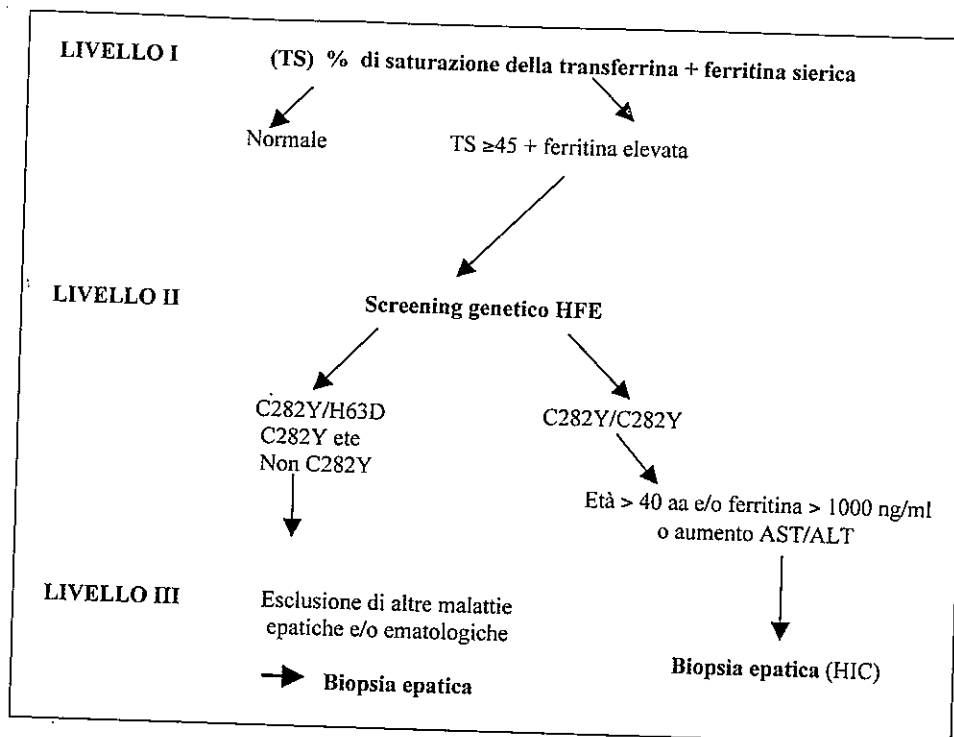 LIVELLO I
(TS) % di saturazione della transferrina + ferritina sierica
Normale
TS ≥45 + ferritina elevata
LIVELLO II
Screening genetico HFE
C282Y/H63D
C282Y ete
Non C282Y
C282Y/C282Y
Età > 40 aa e/o ferritina > 1000 ng/ml
o aumento AST/ALT
LIVELLO III
Esclusione di altre malattie
epatiche e/o ematologiche
Biopsia epatica
Biopsia epatica (HIC)